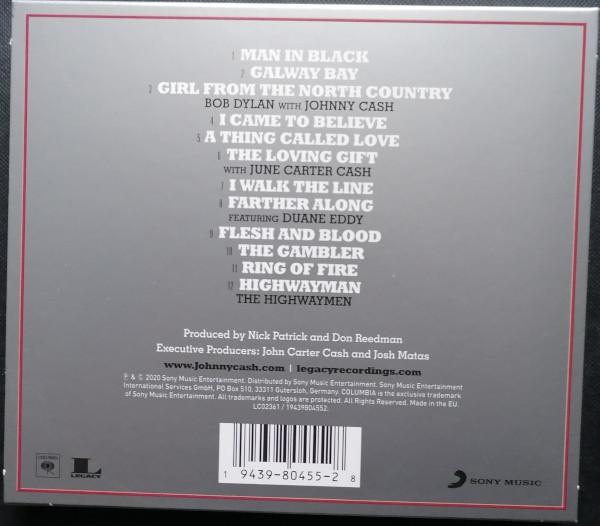 1 MAN IN BLACK
2 GALWAY BAY
3 GIRL FROM THE NORTH COUNTRY
BOB DYLAN WITH JOHNNY CASH
4 I CAME TO BELIEVE
5 A THING CALLED LOVE
6 THE LOVING GIFT
WITH JUNE CARTER CASH
7 I WALK THE LINE
8 FARTHER ALONG
FEATURING DUANE EDDY
9 FLESH AND BLOOD
10 THE GAMBLER
11 RING OF FIRE
12 HIGHWAYMAN
THE HIGHWAYMEN
Produced by Nick Patrick and Don Reedman
Executive Producers: John Carter Cash and Josh Matas
www.JohnnyCash.com | legacyrecordings.com
℗ & © 2020 Sony Music Entertainment. Distributed by Sony Music Entertainment. Sony Music Entertainment
International Services GmbH, PO Box 510, 33311 Gutersloh, Germany. COLUMBIA is the exclusive trademark
of Sony Music Entertainment. All trademarks and logos are protected. All Rights Reserved. Made in the EU.
LC02361 / 19439804552.
COLUMBIA
L
LEGACY
1 9439-80455-2 8
SONY MUSIC